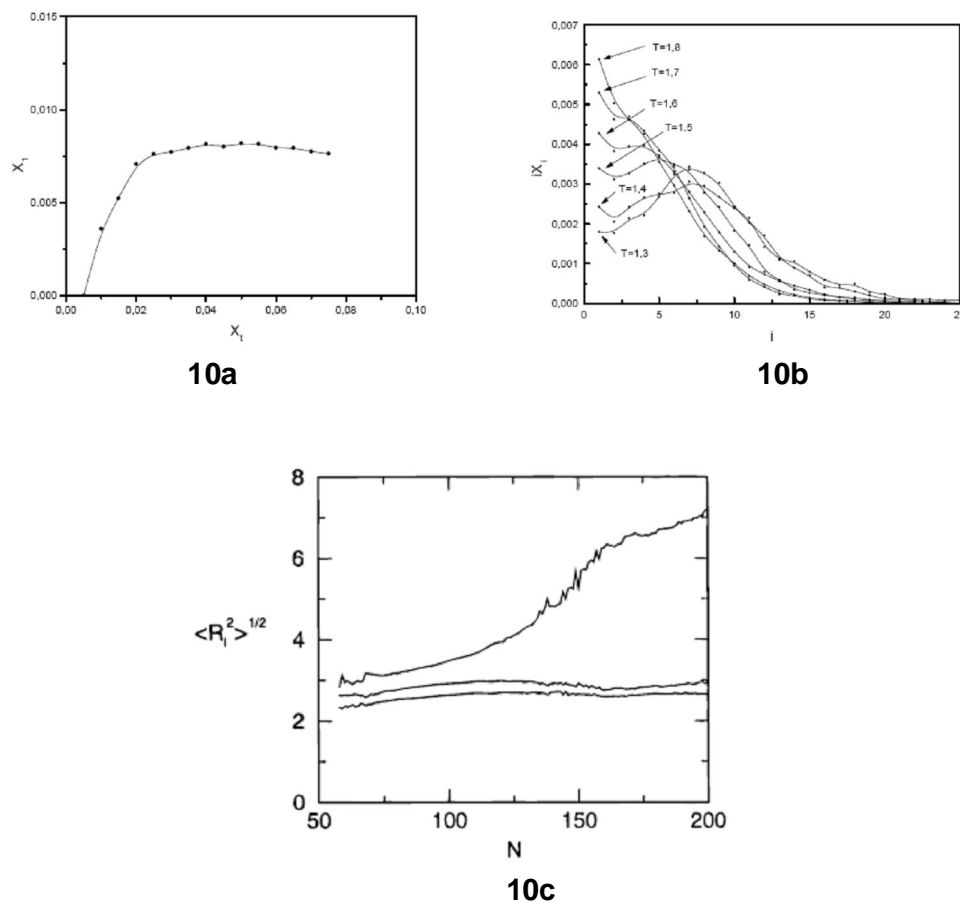 0,015
0,010
X₁
0,005
0,000
0,00 0,02 0,04 0,06 0,08 0,10
Xₜ
10a
0,007
0,006
0,005
0,004
iXᵢ
0,003
0,002
0,001
0,000
T=1,8
T=1,7
T=1,6
T=1,5
T=1,4
T=1,3
0 5 10 15 20 25
i
10b
8
6
<Rᵢ²>^1/2
4
2
0
50 100 150 200
N
10c